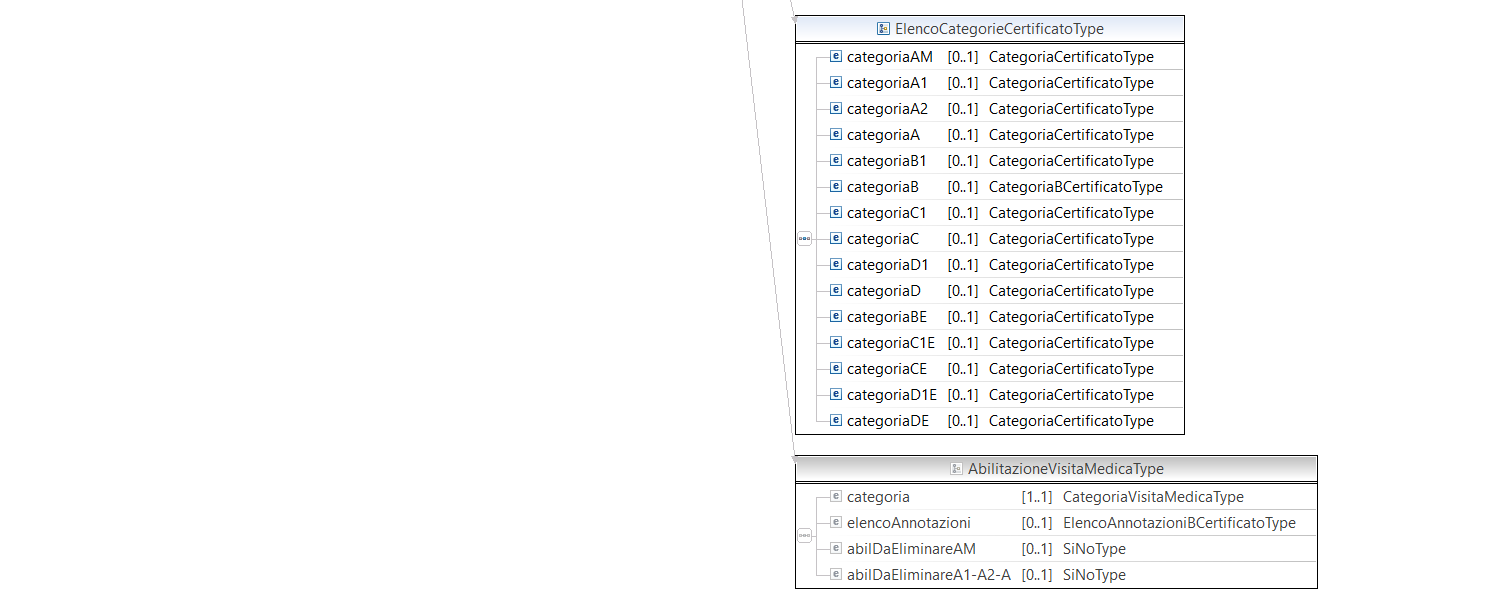 ElencoCategorieCertificatoType
e categoriaAM [0..1] CategoriaCertificatoType
e categoriaA1 [0..1] CategoriaCertificatoType
e categoriaA2 [0..1] CategoriaCertificatoType
e categoriaA [0..1] CategoriaCertificatoType
e categoriaB1 [0..1] CategoriaCertificatoType
e categoriaB [0..1] CategoriaBCertificatoType
e categoriaC1 [0..1] CategoriaCertificatoType
e categoriaC [0..1] CategoriaCertificatoType
e categoriaD1 [0..1] CategoriaCertificatoType
e categoriaD [0..1] CategoriaCertificatoType
e categoriaBE [0..1] CategoriaCertificatoType
e categoriaC1E [0..1] CategoriaCertificatoType
e categoriaCE [0..1] CategoriaCertificatoType
e categoriaD1E [0..1] CategoriaCertificatoType
e categoriaDE [0..1] CategoriaCertificatoType
AbilitazioneVisitaMedicaType
e categoria [1..1] CategoriaVisitaMedicaType
e elencoAnnotazioni [0..1] ElencoAnnotazioniBCertificatoType
e abilDaEliminareAM [0..1] SiNoType
e abilDaEliminareA1-A2-A [0..1] SiNoType